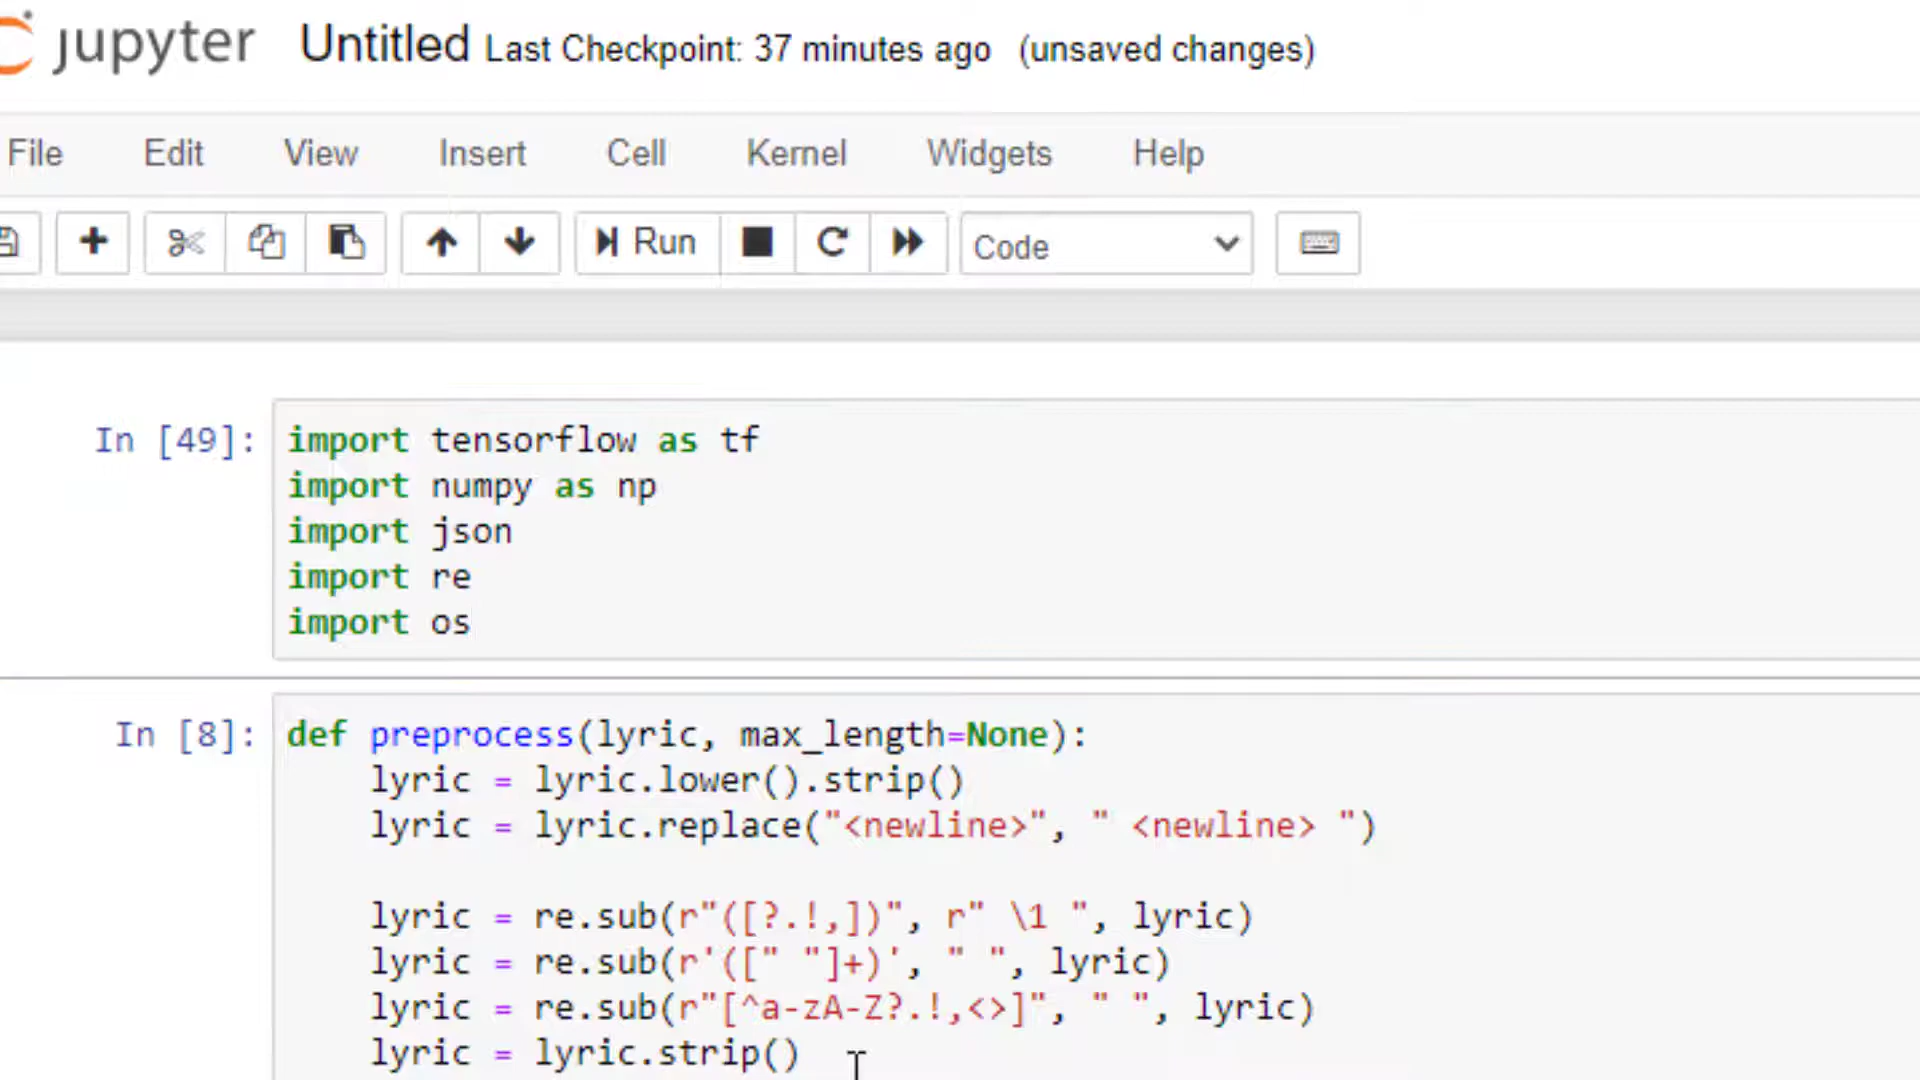 jupyter Untitled Last Checkpoint: 37 minutes ago (unsaved changes)
File Edit View Insert Cell Kernel Widgets Help
Run Code
In [49]: import tensorflow as tf
import numpy as np
import json
import re
import os
In [8]: def preprocess(lyric, max_length=None):
    lyric = lyric.lower().strip()
    lyric = lyric.replace("<newline>", " <newline> ")
    lyric = re.sub(r"([?.!,])", r" \1 ", lyric)
    lyric = re.sub(r'([" "]+)', " ", lyric)
    lyric = re.sub(r"[^a-zA-Z?.!,<>]", " ", lyric)
    lyric = lyric.strip()